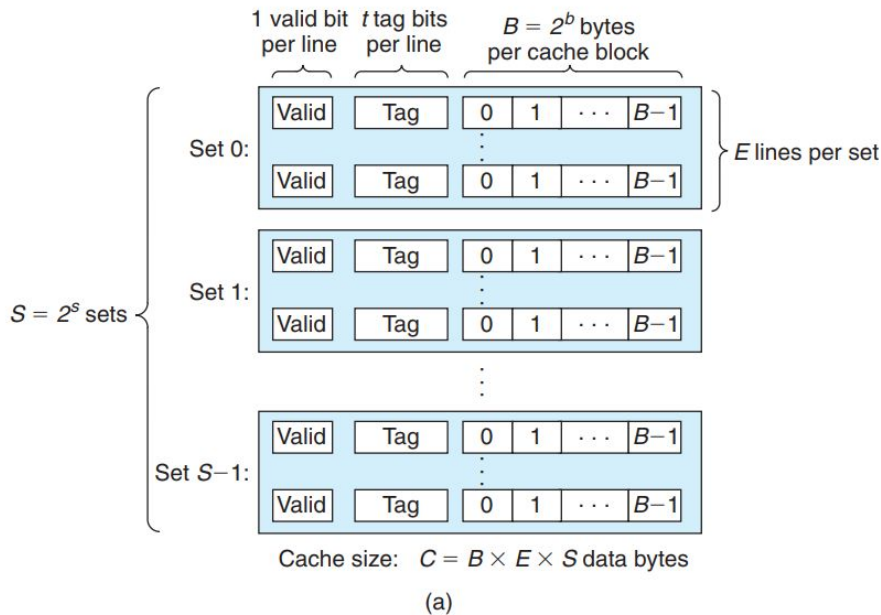 1 valid bit per line
t tag bits per line
B = 2^b bytes per cache block
Valid Tag 0 1 · · · B−1
Set 0:
Valid Tag 0 1 · · · B−1
E lines per set
Valid Tag 0 1 · · · B−1
Set 1:
Valid Tag 0 1 · · · B−1
S = 2^s sets
Valid Tag 0 1 · · · B−1
Set S−1:
Valid Tag 0 1 · · · B−1
Cache size: C = B × E × S data bytes
(a)